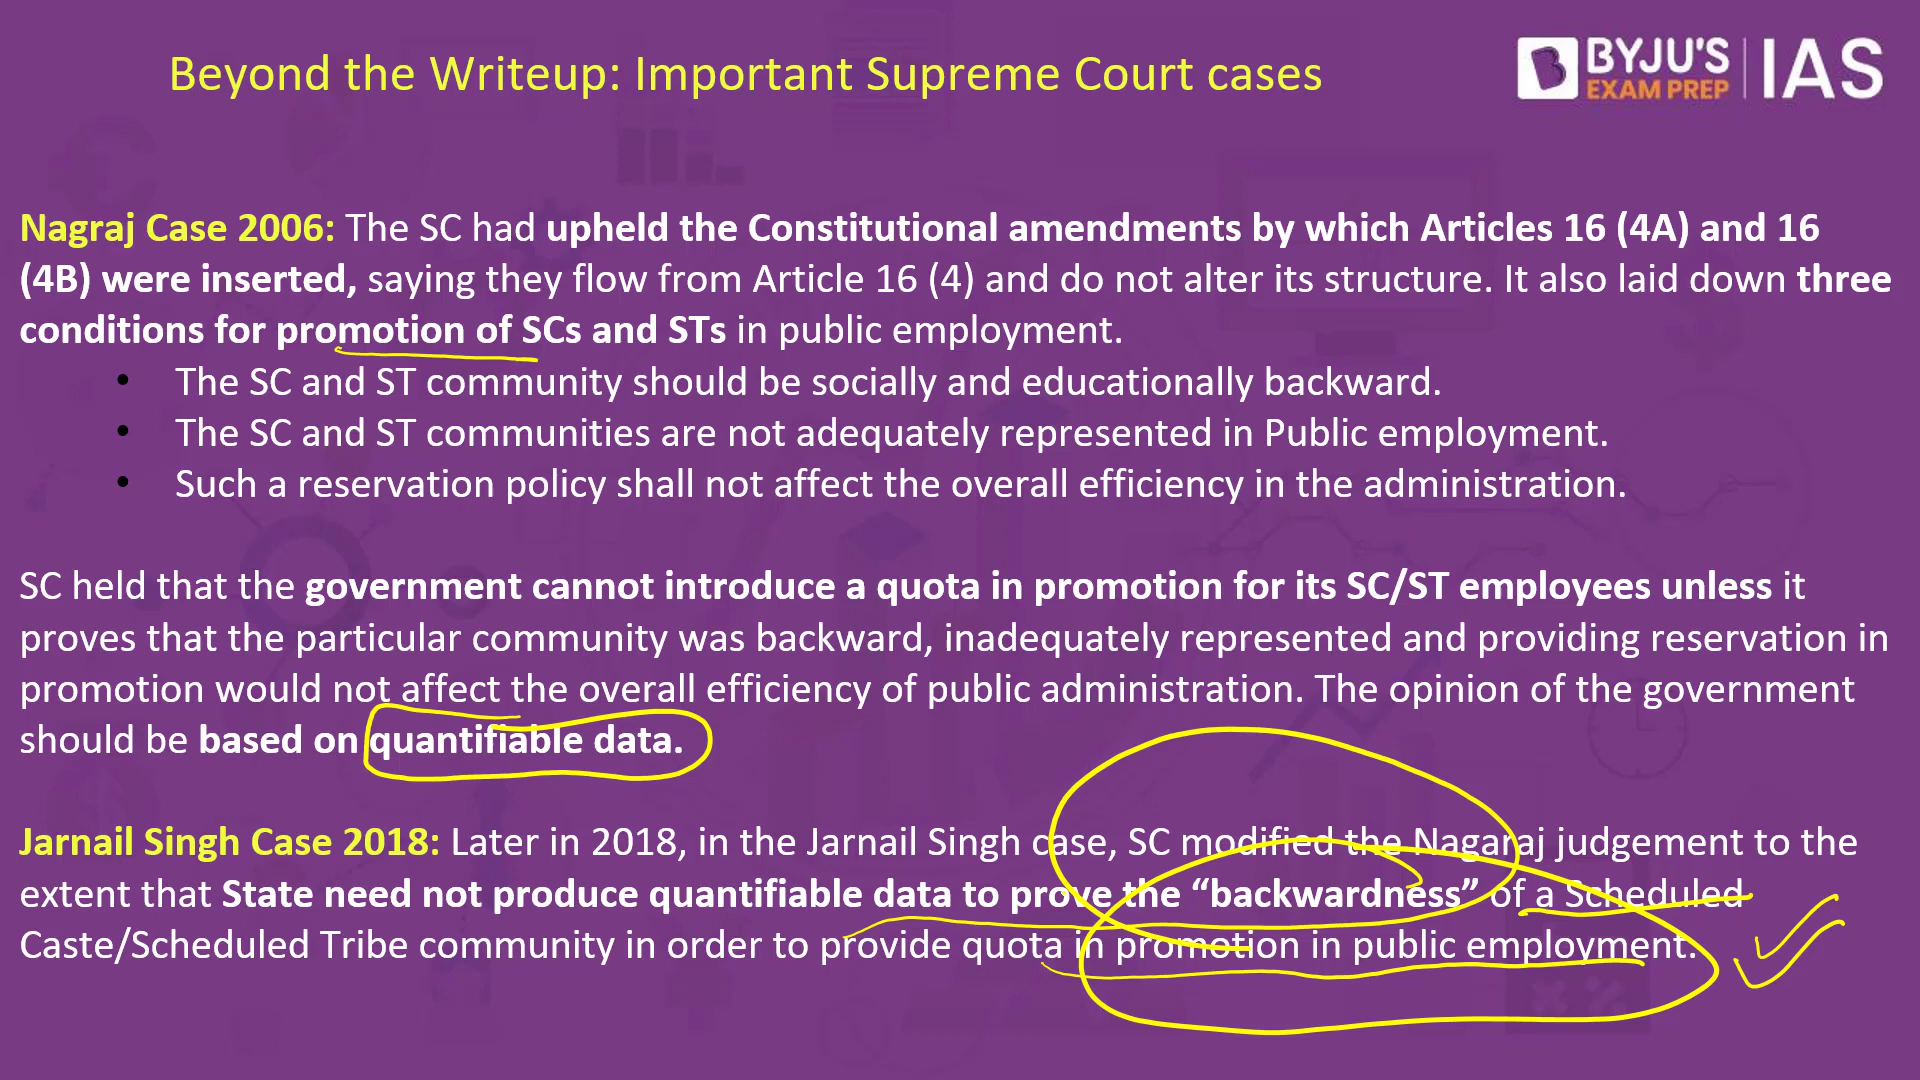 Beyond the Writeup: Important Supreme Court cases
BYJU'S
EXAM PREP
IAS
Nagraj Case 2006: The SC had upheld the Constitutional amendments by which Articles 16 (4A) and 16
(4B) were inserted, saying they flow from Article 16 (4) and do not alter its structure. It also laid down three
conditions for promotion of SCs and STs in public employment.
• The SC and ST community should be socially and educationally backward.
• The SC and ST communities are not adequately represented in Public employment.
• Such a reservation policy shall not affect the overall efficiency in the administration.
SC held that the government cannot introduce a quota in promotion for its SC/ST employees unless it
proves that the particular community was backward, inadequately represented and providing reservation in
promotion would not affect the overall efficiency of public administration. The opinion of the government
should be based on quantifiable data.
Jarnail Singh Case 2018: Later in 2018, in the Jarnail Singh case, SC modified the Nagaraj judgement to the
extent that State need not produce quantifiable data to prove the “backwardness” of a Scheduled
Caste/Scheduled Tribe community in order to provide quota in promotion in public employment.